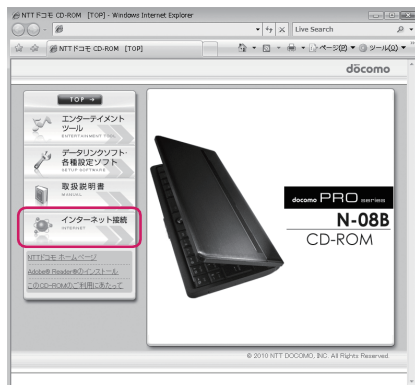 NTTドコモ CD-ROM [TOP] - Windows Internet Explorer
Live Search
NTTドコモ CD-ROM [TOP]
ページ(P) ツール(O)
döcomo
TOP →
エンターテイメント
ツール
ENTERTAINMENT TOOL
データリンクソフト・
各種設定ソフト
SETUP SOFTWARE
取扱説明書
MANUAL
インターネット接続
INTERNET
NTTドコモ ホームページ
Adobe® Reader®のインストール
このCD-ROMのご利用にあたって
docomo PRO series
N-08B
CD-ROM
© 2010 NTT DOCOMO, INC. All Rights Reserved.